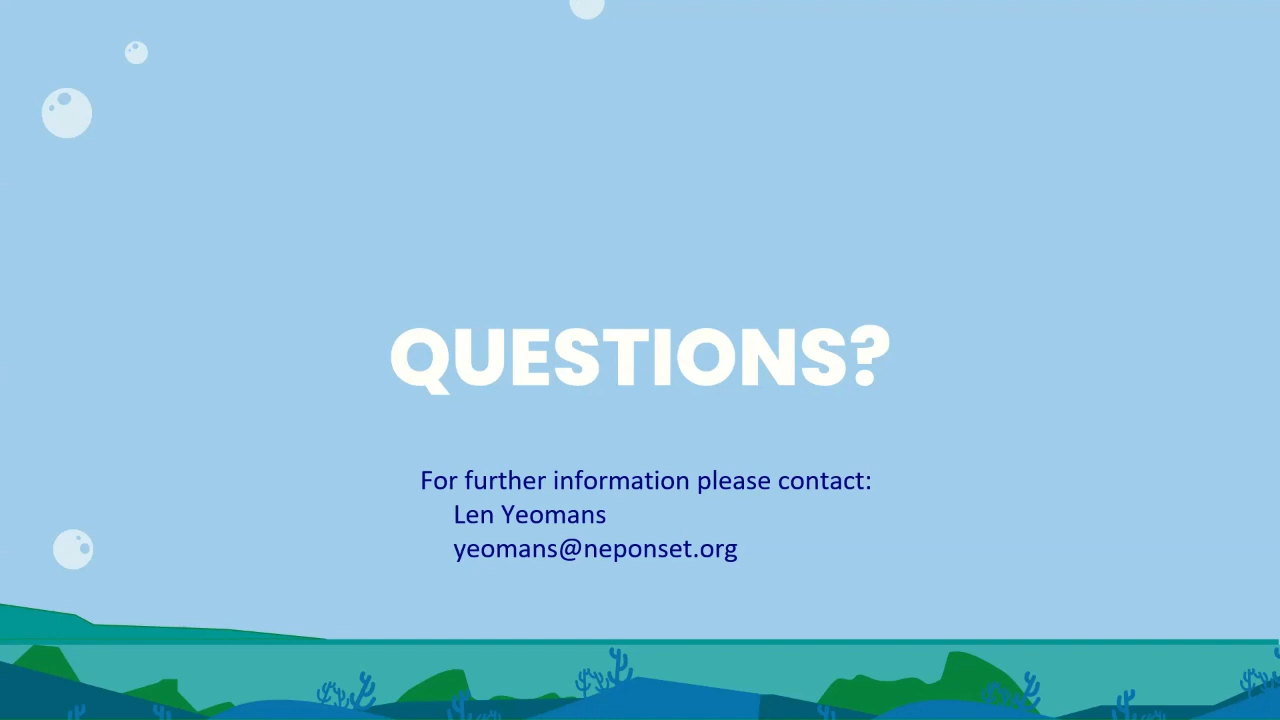 QUESTIONS?
For further information please contact:
Len Yeomans
yeomans@neponset.org